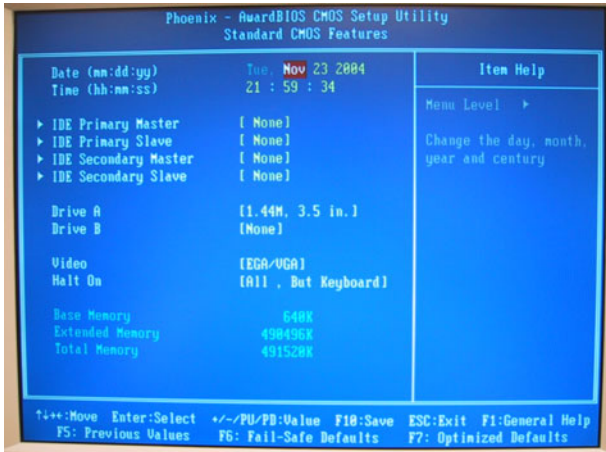 Phoenix - AwardBIOS CMOS Setup Utility
Standard CMOS Features
Date (mm:dd:yy) Tue, Nov 23 2004
Time (hh:mm:ss) 21 : 59 : 34
IDE Primary Master [ None]
IDE Primary Slave [ None]
IDE Secondary Master [ None]
IDE Secondary Slave [ None]
Drive A [1.44M, 3.5 in.]
Drive B [None]
Video [EGA/VGA]
Halt On [All , But Keyboard]
Base Memory 640K
Extended Memory 490496K
Total Memory 491520K
Item Help
Menu Level
Change the day, month,
year and century
↑↓→←:Move Enter:Select +/-/PU/PD:Value F10:Save ESC:Exit F1:General Help
F5: Previous Values F6: Fail-Safe Defaults F7: Optimized Defaults